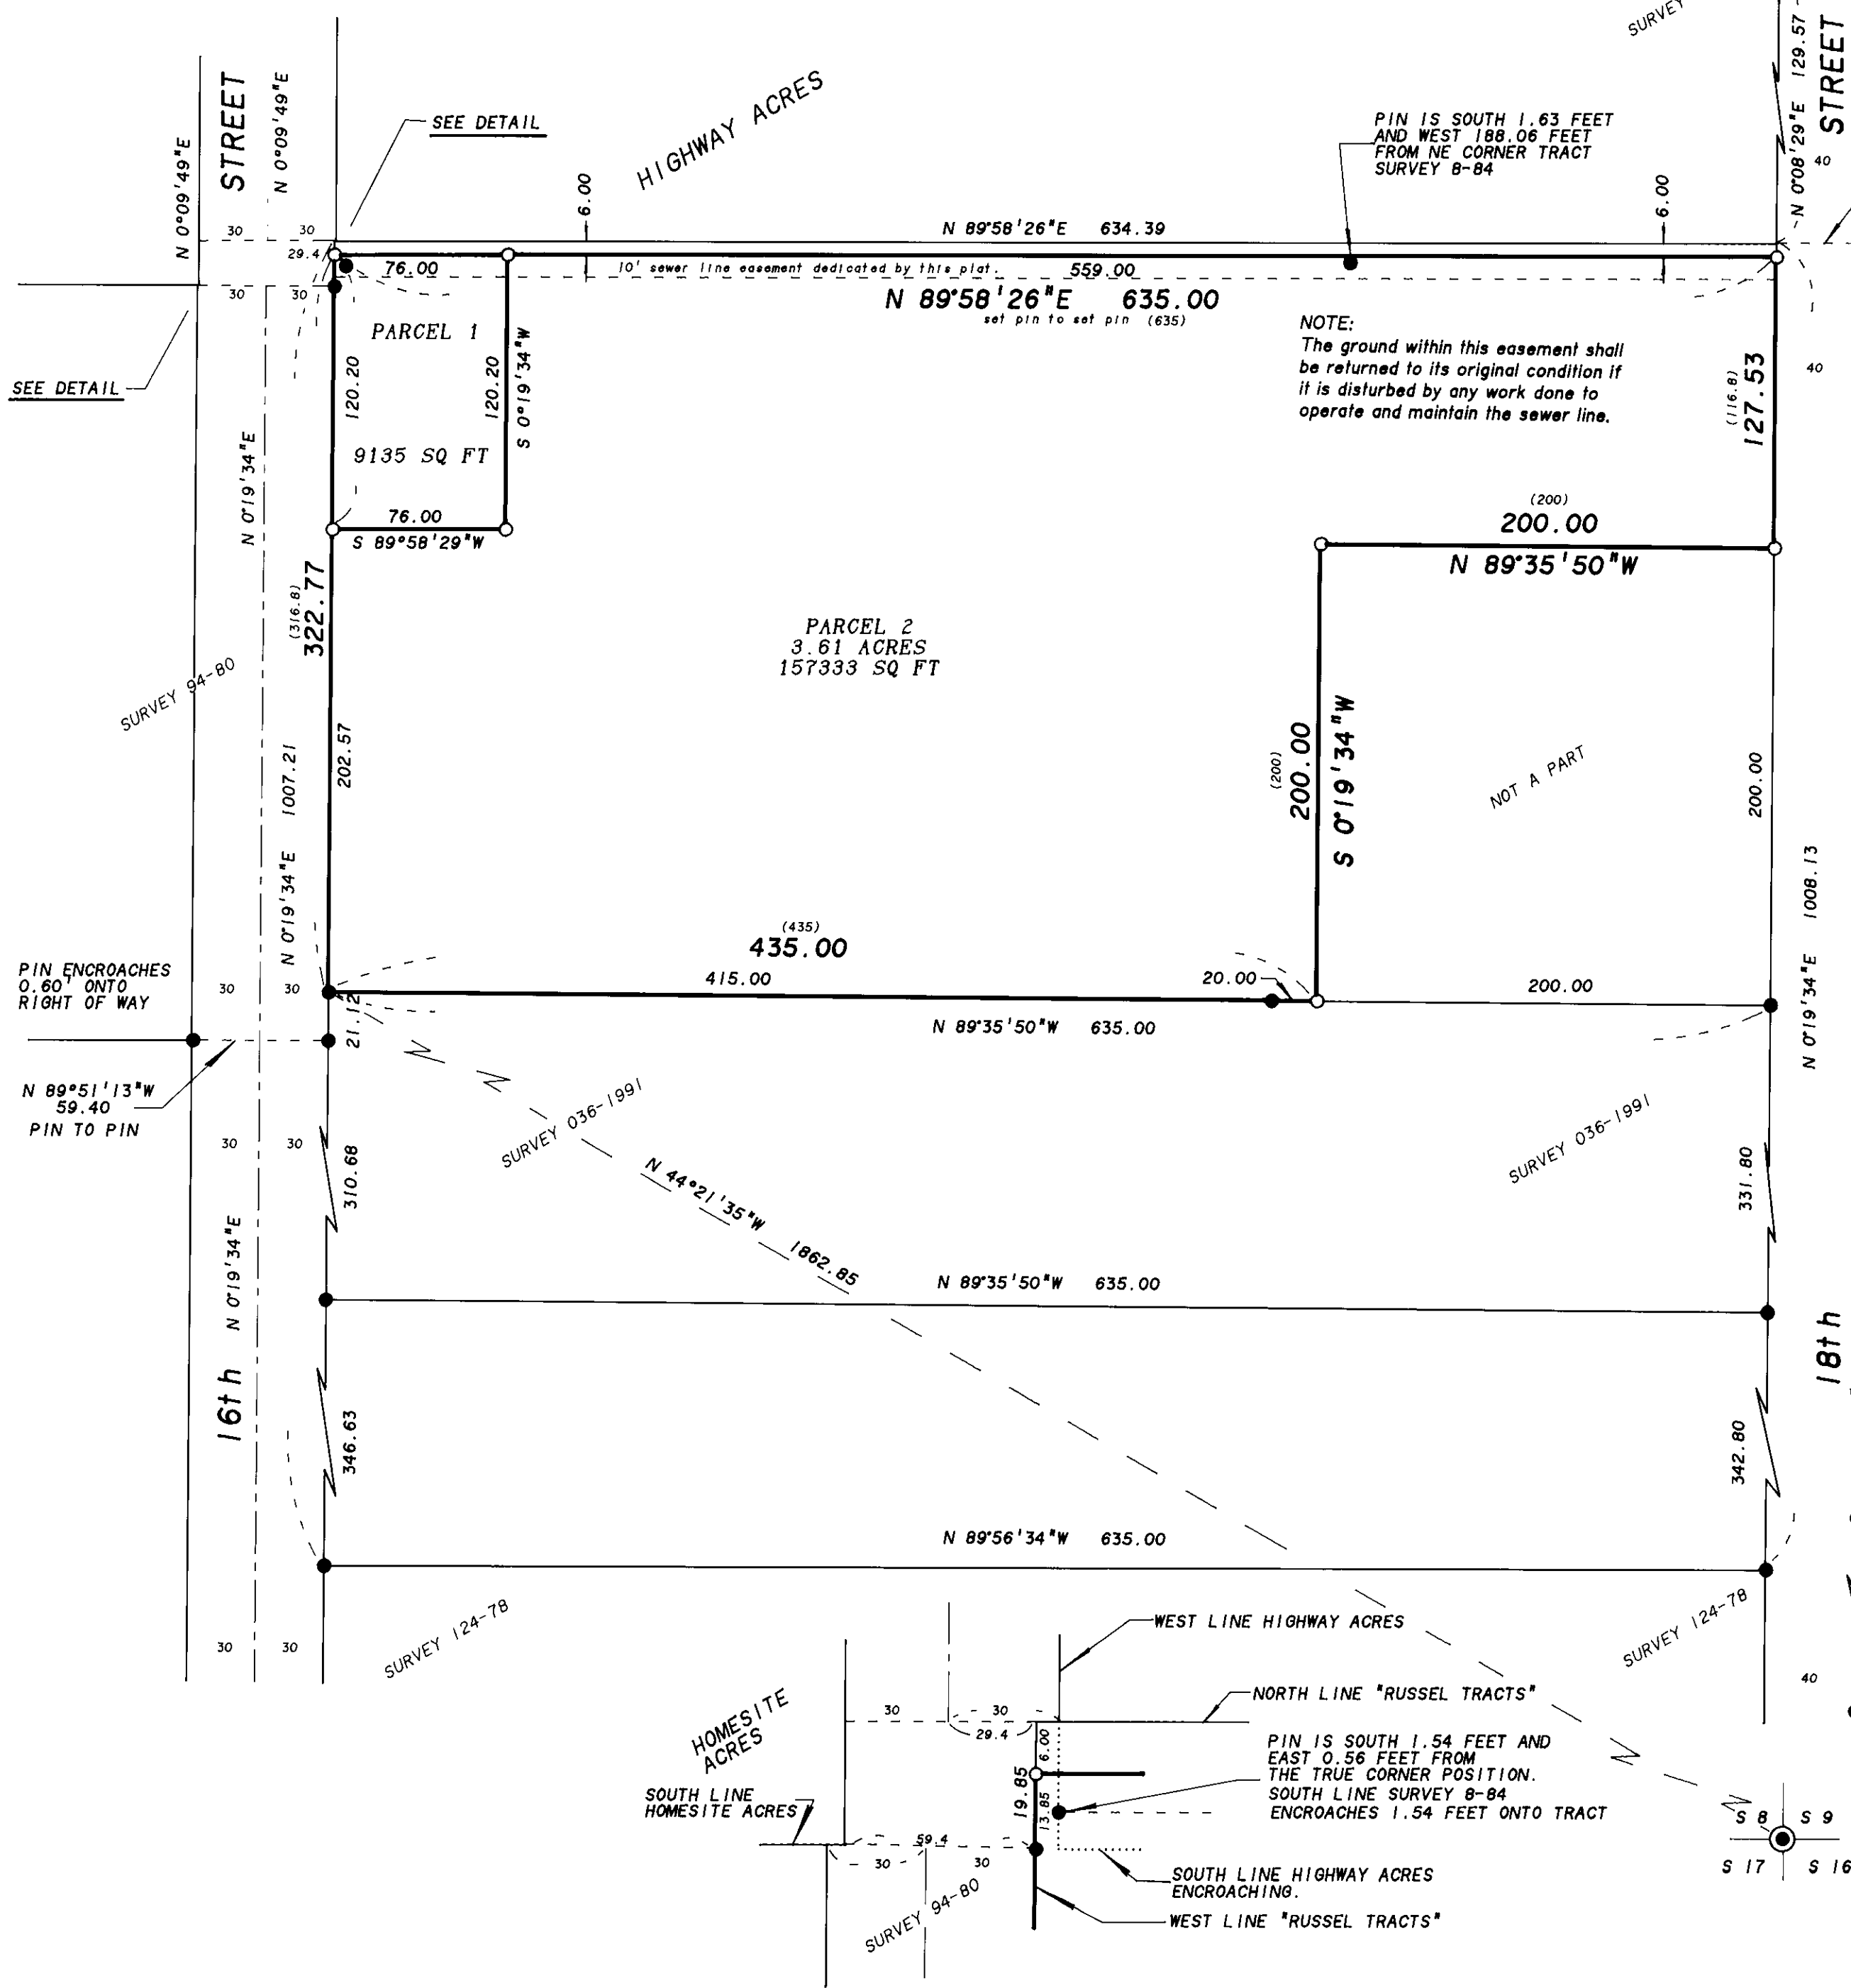 SURVEY
129.57
N 0°08'29"E
STREET
40
STREET
N 0°09'49"E
N 0°09'49"E
SEE DETAIL
HIGHWAY ACRES
PIN IS SOUTH 1.63 FEET
AND WEST 188.06 FEET
FROM NE CORNER TRACT
SURVEY 8-84
6.00
6.00
30
30
N 89°58'26"E 634.39
29.4
76.00
10' sewer line easement dedicated by this plat.
559.00
30
30
N 89°58'26"E 635.00
set pin to set pin (635)
PARCEL 1
120.20
120.20
S 0°19'34"W
9135 SQ FT
76.00
S 89°58'29"W
NOTE:
The ground within this easement shall
be returned to its original condition if
it is disturbed by any work done to
operate and maintain the sewer line.
(116.8)
127.53
40
SEE DETAIL
N 0°19'34"E
(200)
200.00
N 89°35'50"W
(316.8)
322.77
PARCEL 2
3.61 ACRES
157333 SQ FT
SURVEY 94-80
202.57
1007.21
N 0°19'34"E
(200)
200.00
S 0°19'34"W
NOT A PART
200.00
1008.13
N 0°19'34"E
(435)
435.00
415.00
20.00
200.00
N 89°35'50"W 635.00
PIN ENCROACHES
0.60' ONTO
RIGHT OF WAY
30
30
21.12
N 89°51'13"W
59.40
PIN TO PIN
30
30
SURVEY 036-1991
SURVEY 036-1991
310.68
331.80
N 44°21'35"W 1862.85
N 0°19'34"E
N 89°35'50"W 635.00
16th
18th
346.63
342.80
N 89°56'34"W 635.00
30
30
SURVEY 124-78
SURVEY 124-78
40
WEST LINE HIGHWAY ACRES
HOMESITE
ACRES
30
30
29.4
6.00
NORTH LINE "RUSSEL TRACTS"
PIN IS SOUTH 1.54 FEET AND
EAST 0.56 FEET FROM
THE TRUE CORNER POSITION.
SOUTH LINE SURVEY 8-84
ENCROACHES 1.54 FEET ONTO TRACT
SOUTH LINE
HOMESITE ACRES
19.85
13.85
59.4
30
30
SOUTH LINE HIGHWAY ACRES
ENCROACHING.
WEST LINE "RUSSEL TRACTS"
SURVEY 94-80
S 8
S 9
S 17
S 16